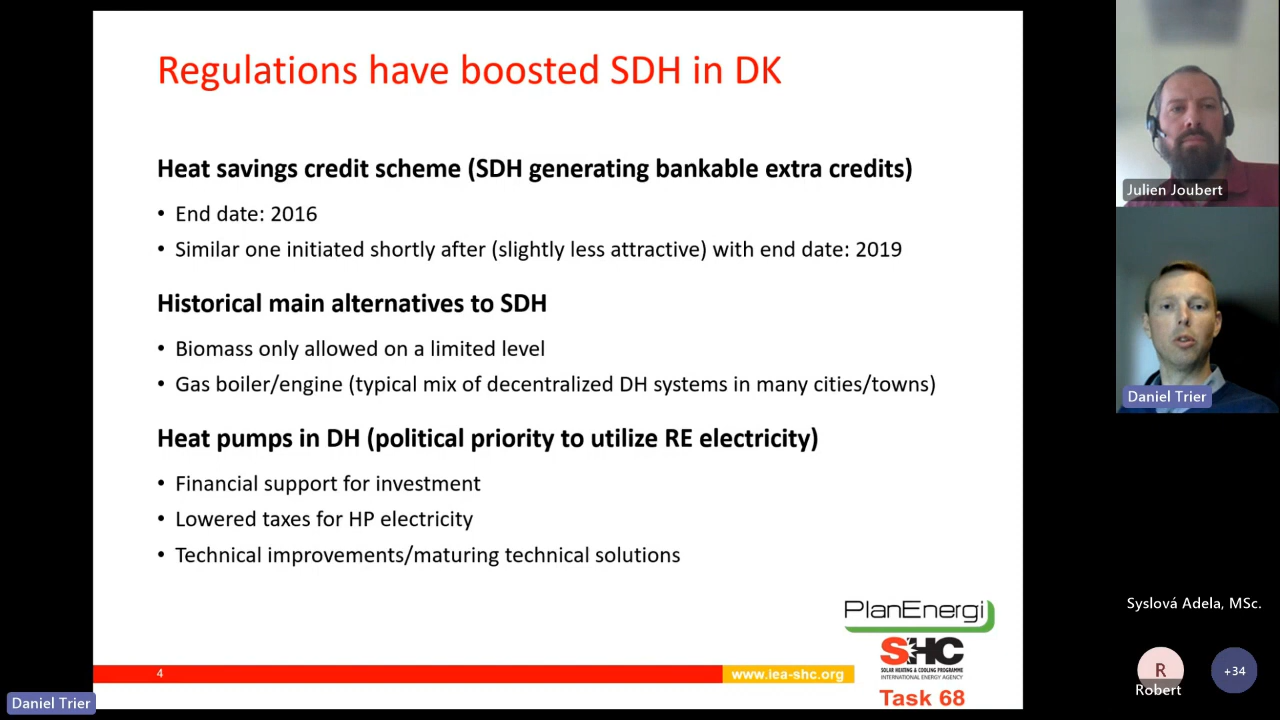 Regulations have boosted SDH in DK
Heat savings credit scheme (SDH generating bankable extra credits)
• End date: 2016
• Similar one initiated shortly after (slightly less attractive) with end date: 2019
Historical main alternatives to SDH
• Biomass only allowed on a limited level
• Gas boiler/engine (typical mix of decentralized DH systems in many cities/towns)
Heat pumps in DH (political priority to utilize RE electricity)
• Financial support for investment
• Lowered taxes for HP electricity
• Technical improvements/maturing technical solutions
PlanEnergi
SHC
SOLAR HEATING & COOLING PROGRAMME
INTERNATIONAL ENERGY AGENCY
Task 68
4
www.iea-shc.org
Daniel Trier
Julien Joubert
Daniel Trier
Syslová Adela, MSc.
R
Robert
+34